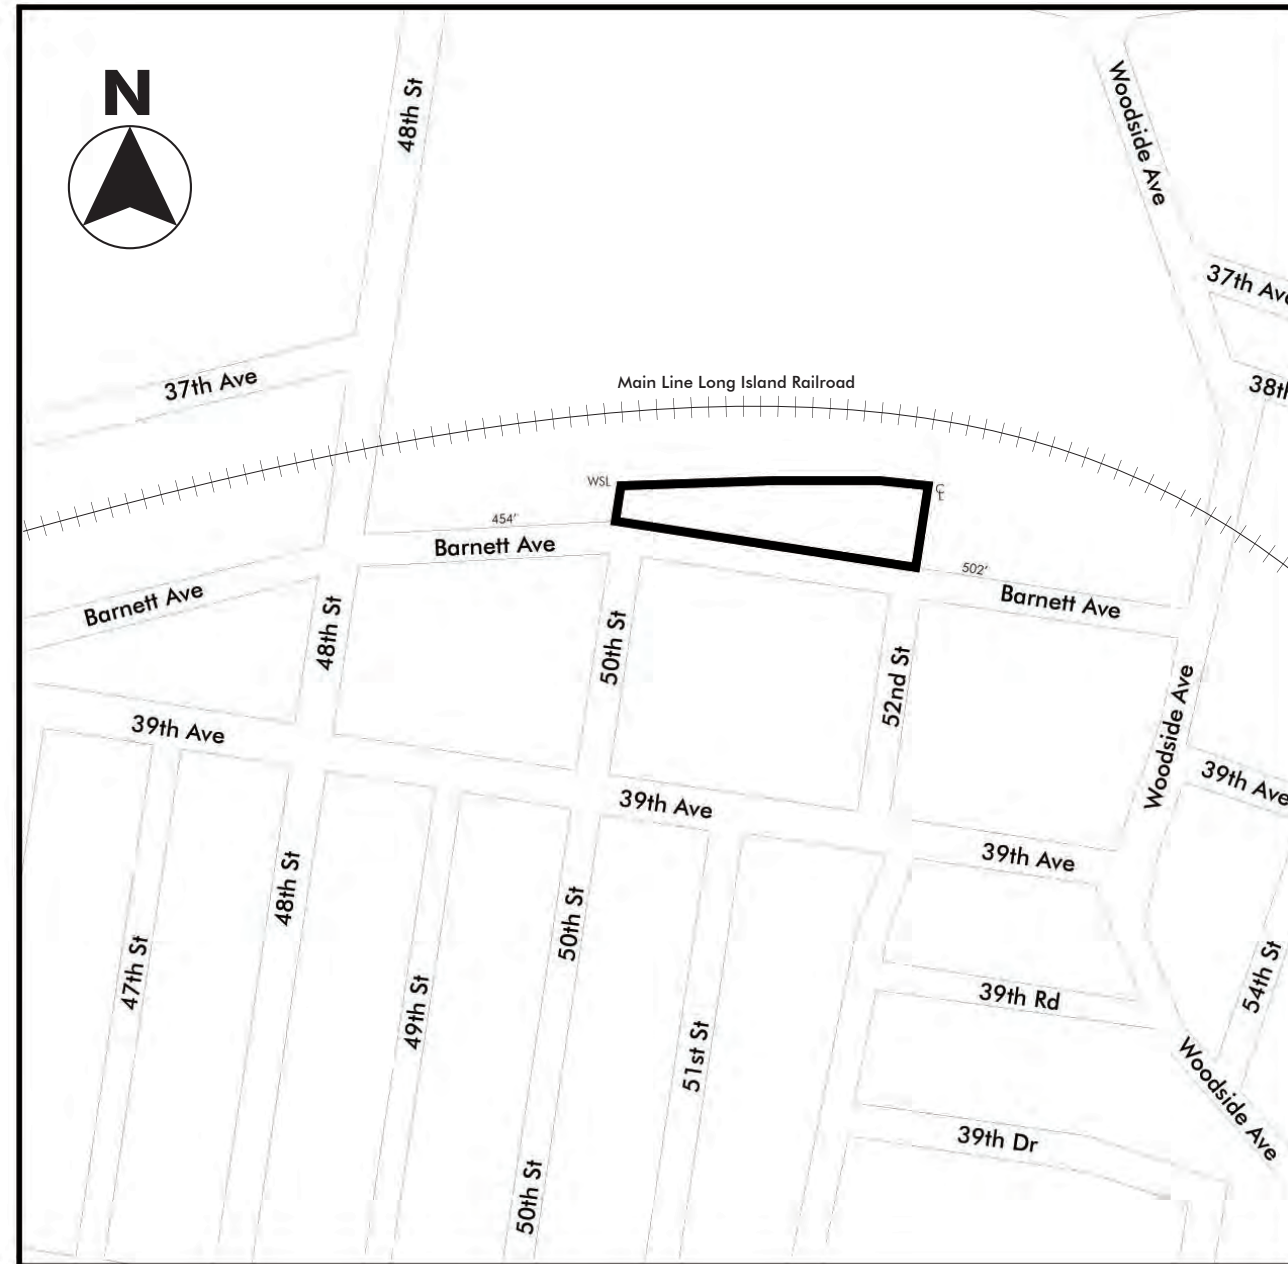 N
48th St
Woodside Ave
37th Ave
37th Ave
38th
Main Line Long Island Railroad
WSL
CL
454'
Barnett Ave
502'
Barnett Ave
Barnett Ave
48th St
50th St
52nd St
Woodside Ave
39th Ave
39th Ave
39th Ave
39th Ave
48th St
47th St
49th St
50th St
51st St
39th Rd
54th St
Woodside Ave
39th Dr
50th St